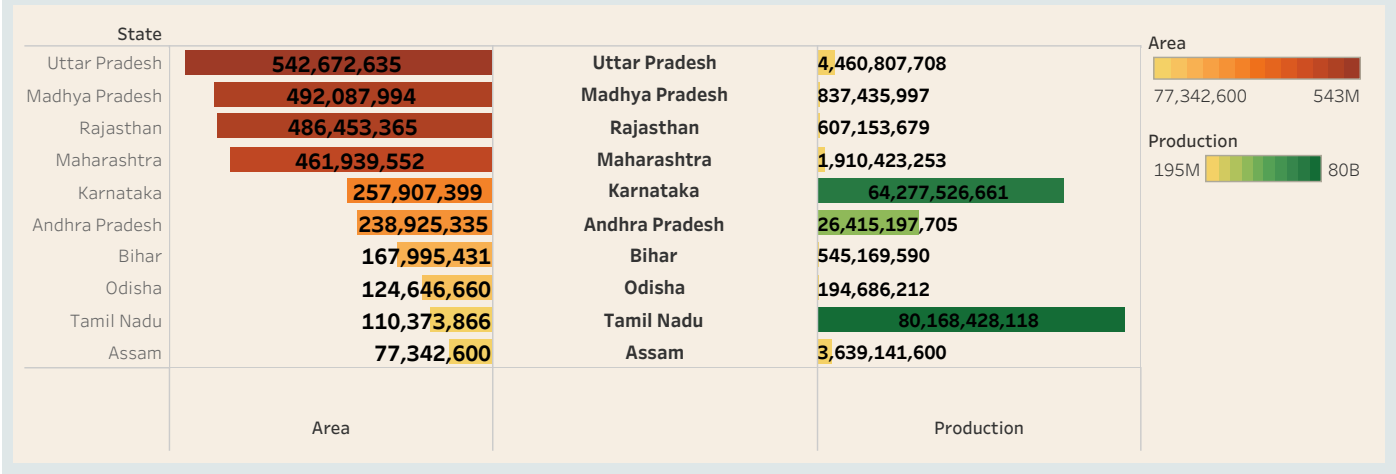 State
Uttar Pradesh 542,672,635 Uttar Pradesh 4,460,807,708
Madhya Pradesh 492,087,994 Madhya Pradesh 837,435,997
Rajasthan 486,453,365 Rajasthan 607,153,679
Maharashtra 461,939,552 Maharashtra 1,910,423,253
Karnataka 257,907,399 Karnataka 64,277,526,661
Andhra Pradesh 238,925,335 Andhra Pradesh 26,415,197,705
Bihar 167,995,431 Bihar 545,169,590
Odisha 124,646,660 Odisha 194,686,212
Tamil Nadu 110,373,866 Tamil Nadu 80,168,428,118
Assam 77,342,600 Assam 3,639,141,600
Area Production
Area
77,342,600 543M
Production
195M 80B